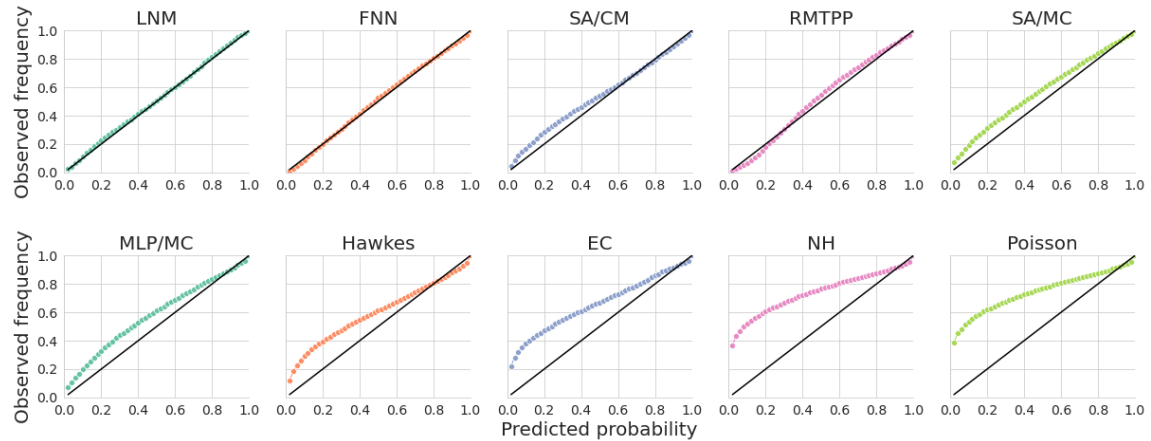 LNM FNN SA/CM RMTPP SA/MC
Observed frequency
1.0
0.8
0.6
0.4
0.2
0.0
0.0 0.2 0.4 0.6 0.8 1.0 0.0 0.2 0.4 0.6 0.8 1.0 0.0 0.2 0.4 0.6 0.8 1.0 0.0 0.2 0.4 0.6 0.8 1.0 0.0 0.2 0.4 0.6 0.8 1.0
MLP/MC Hawkes EC NH Poisson
Observed frequency
1.0
0.8
0.6
0.4
0.2
0.0
0.0 0.2 0.4 0.6 0.8 1.0 0.0 0.2 0.4 0.6 0.8 1.0 0.0 0.2 0.4 0.6 0.8 1.0 0.0 0.2 0.4 0.6 0.8 1.0 0.0 0.2 0.4 0.6 0.8 1.0
Predicted probability